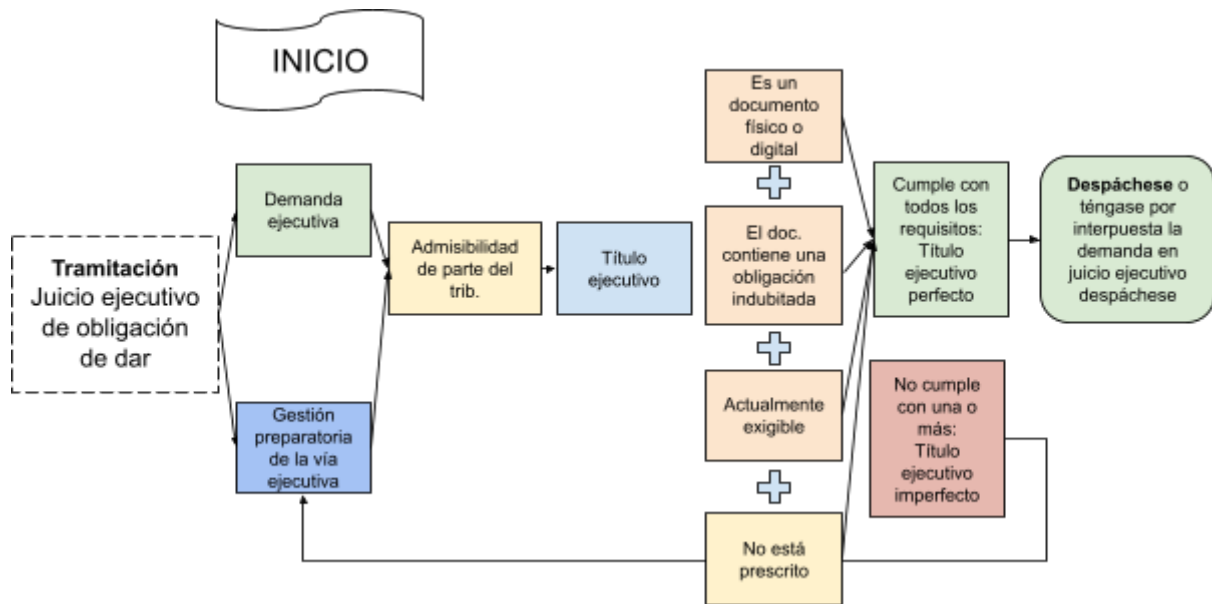 INICIO
Tramitación
Juicio ejecutivo
de obligación
de dar
Demanda
ejecutiva
Gestión
preparatoria
de la vía
ejecutiva
Admisibilidad
de parte del
trib.
Título
ejecutivo
Es un
documento
físico o
digital
El doc.
contiene una
obligación
indubitada
Actualmente
exigible
No está
prescrito
Cumple con
todos los
requisitos:
Título
ejecutivo
perfecto
No cumple
con una o
más:
Título
ejecutivo
imperfecto
Despáchese o
téngase por
interpuesta la
demanda en
juicio ejecutivo
despáchese